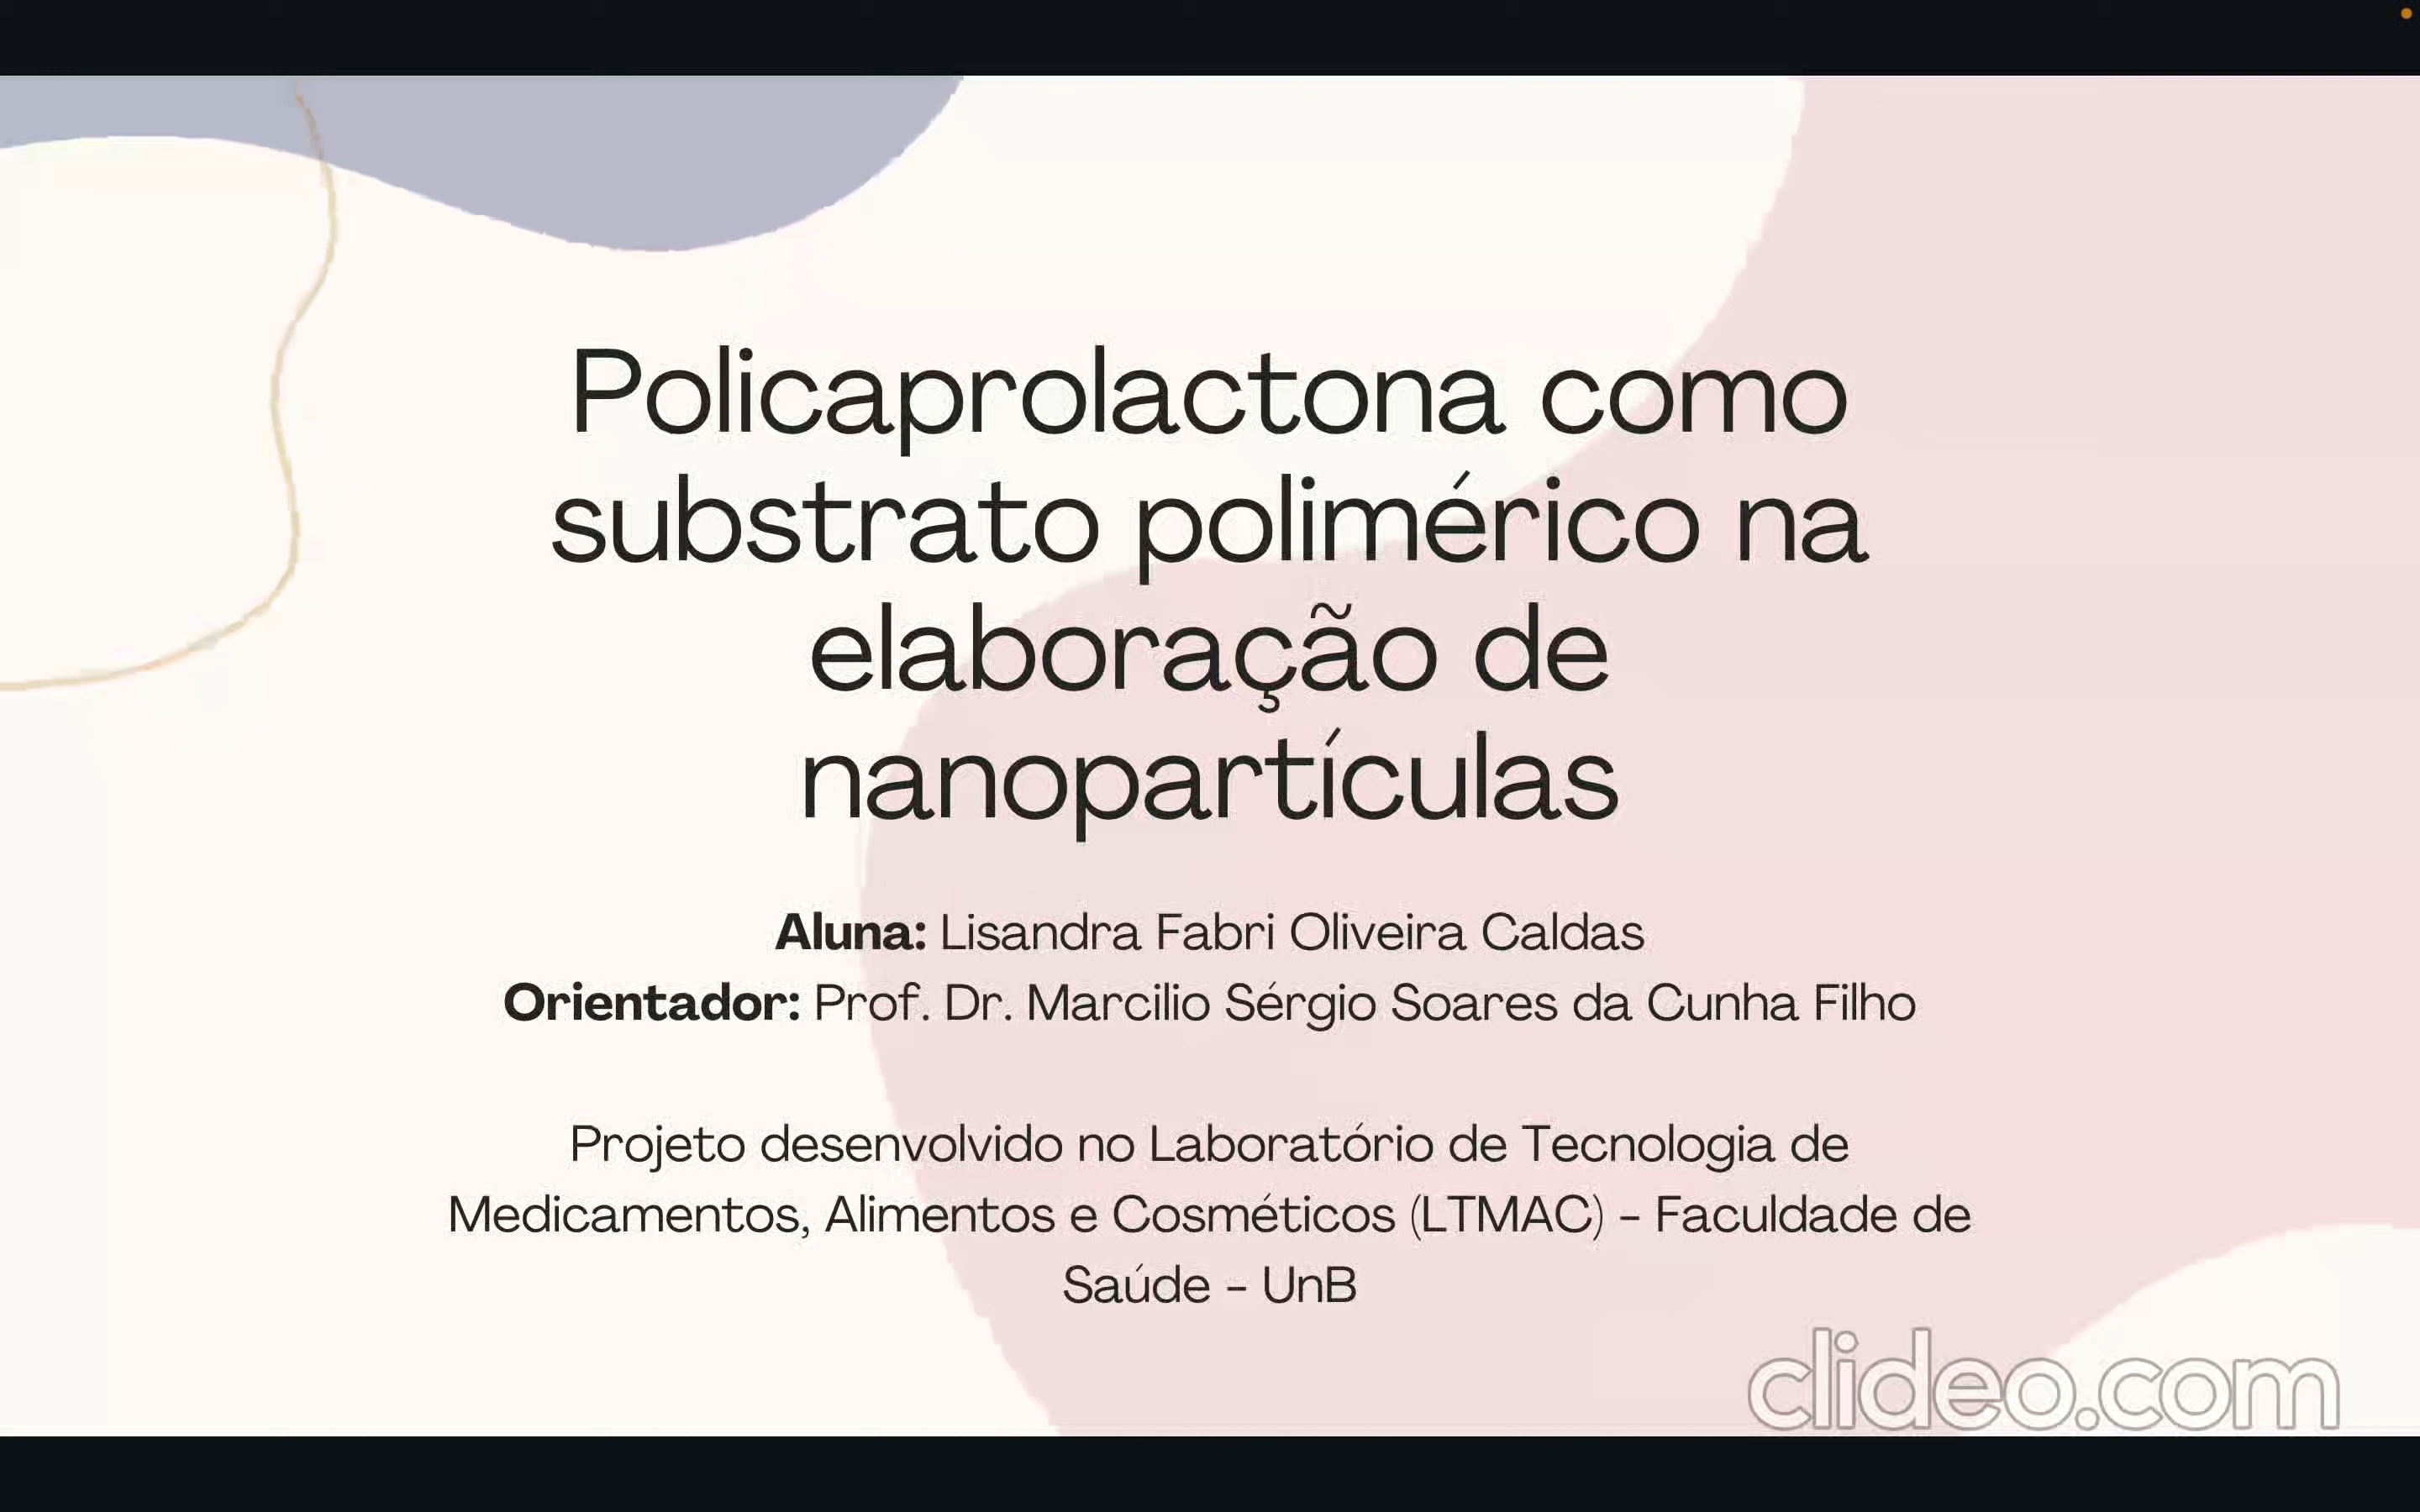 Policaprolactona como
substrato polimérico na
elaboração de
nanopartículas
Aluna: Lisandra Fabri Oliveira Caldas
Orientador: Prof. Dr. Marcilio Sérgio Soares da Cunha Filho
Projeto desenvolvido no Laboratório de Tecnologia de
Medicamentos, Alimentos e Cosméticos (LTMAC) - Faculdade de
Saúde - UnB
clideo.com